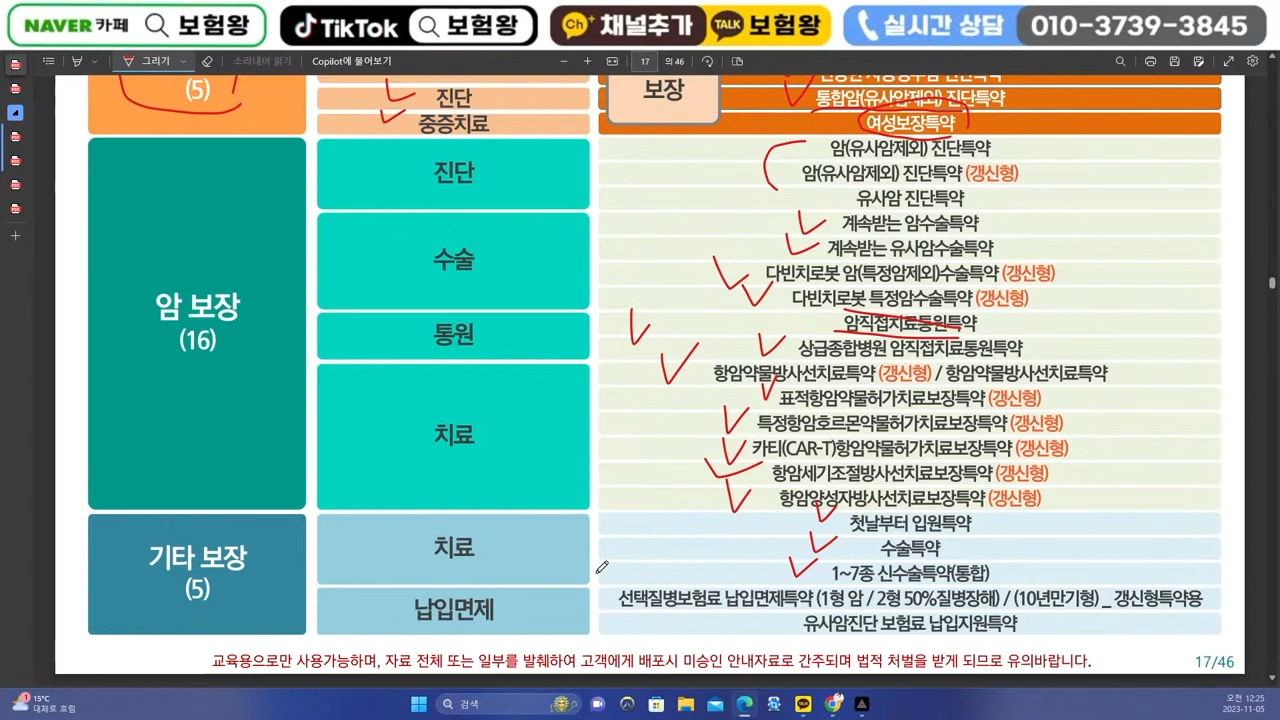 NAVER 카페 보험왕
TikTok 보험왕
Ch+ 채널추가 TALK 보험왕
실시간 상담 010-3739-3845
그리기
소리내어 읽기
Copilot에 물어보기
17 의 46
(5)
진단
중증치료
보장
통합암(유사암제외) 진단특약
여성보장특약
암 보장
(16)
진단
암(유사암제외) 진단특약
암(유사암제외) 진단특약 (갱신형)
유사암 진단특약
수술
계속받는 암수술특약
계속받는 유사암수술특약
다빈치로봇 암(특정암제외)수술특약 (갱신형)
다빈치로봇 특정암수술특약 (갱신형)
통원
암직접치료통원특약
상급종합병원 암직접치료통원특약
치료
항암약물방사선치료특약 (갱신형) / 항암약물방사선치료특약
표적항암약물허가치료보장특약 (갱신형)
특정항암호르몬약물허가치료보장특약 (갱신형)
카티(CAR-T)항암약물허가치료보장특약 (갱신형)
항암세기조절방사선치료보장특약 (갱신형)
항암양성자방사선치료보장특약 (갱신형)
기타 보장
(5)
치료
첫날부터 입원특약
수술특약
1~7종 신수술특약(통합)
납입면제
선택질병보험료 납입면제특약 (1형 암 / 2형 50%질병장해) / (10년만기형) _ 갱신형특약용
유사암진단 보험료 납입지원특약
교육용으로만 사용가능하며, 자료 전체 또는 일부를 발췌하여 고객에게 배포시 미승인 안내자료로 간주되며 법적 처벌을 받게 되므로 유의바랍니다.
17/46
1
15°C
대체로 흐림
검색
오전 12:25
2023-11-05